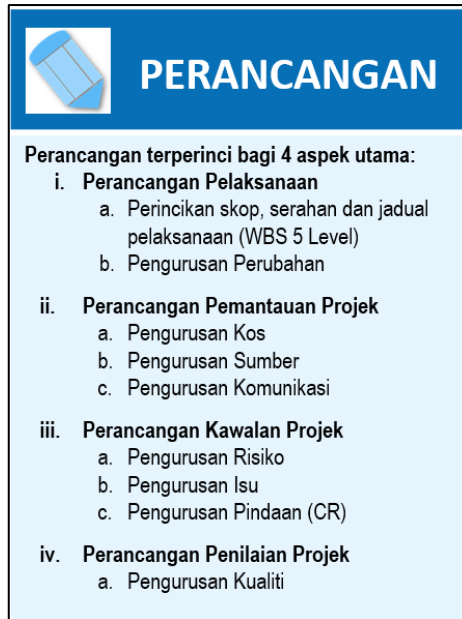 PERANCANGAN
Perancangan terperinci bagi 4 aspek utama:
i. Perancangan Pelaksanaan
a. Perincikan skop, serahan dan jadual
pelaksanaan (WBS 5 Level)
b. Pengurusan Perubahan
ii. Perancangan Pemantauan Projek
a. Pengurusan Kos
b. Pengurusan Sumber
c. Pengurusan Komunikasi
iii. Perancangan Kawalan Projek
a. Pengurusan Risiko
b. Pengurusan Isu
c. Pengurusan Pindaan (CR)
iv. Perancangan Penilaian Projek
a. Pengurusan Kualiti